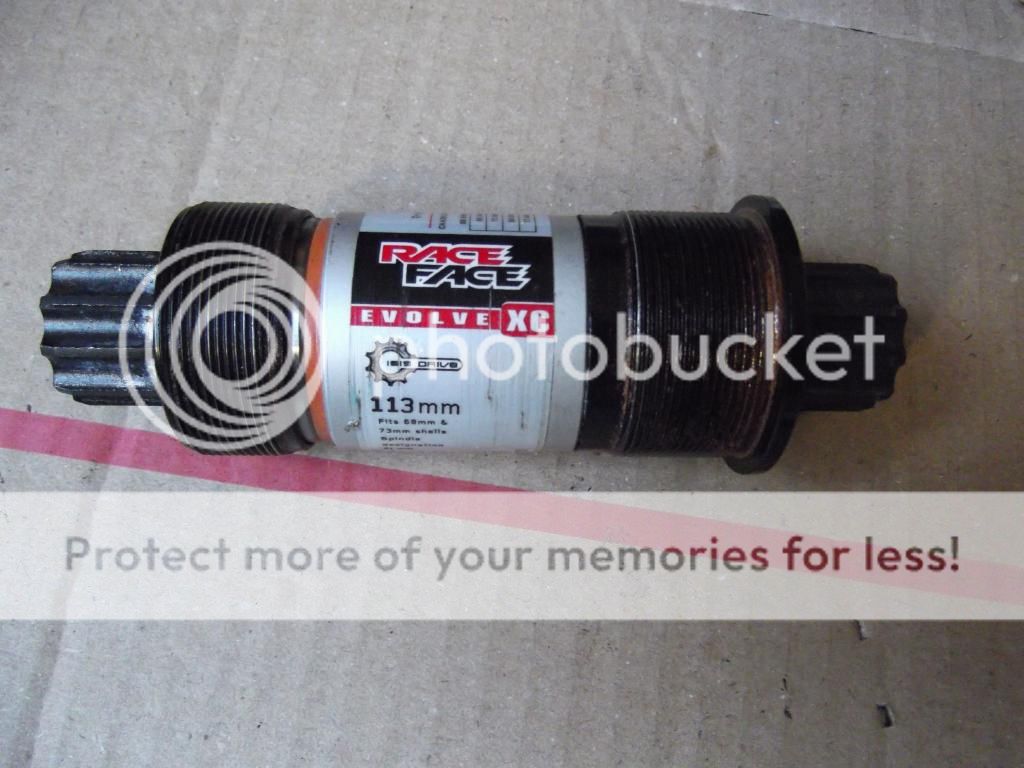 RACE
FACE
EVOLVE XC
ISIS DRIVE
113mm
Fits 68mm &
73mm shells
Spindle
designation
photobucket
Protect more of your memories for less!